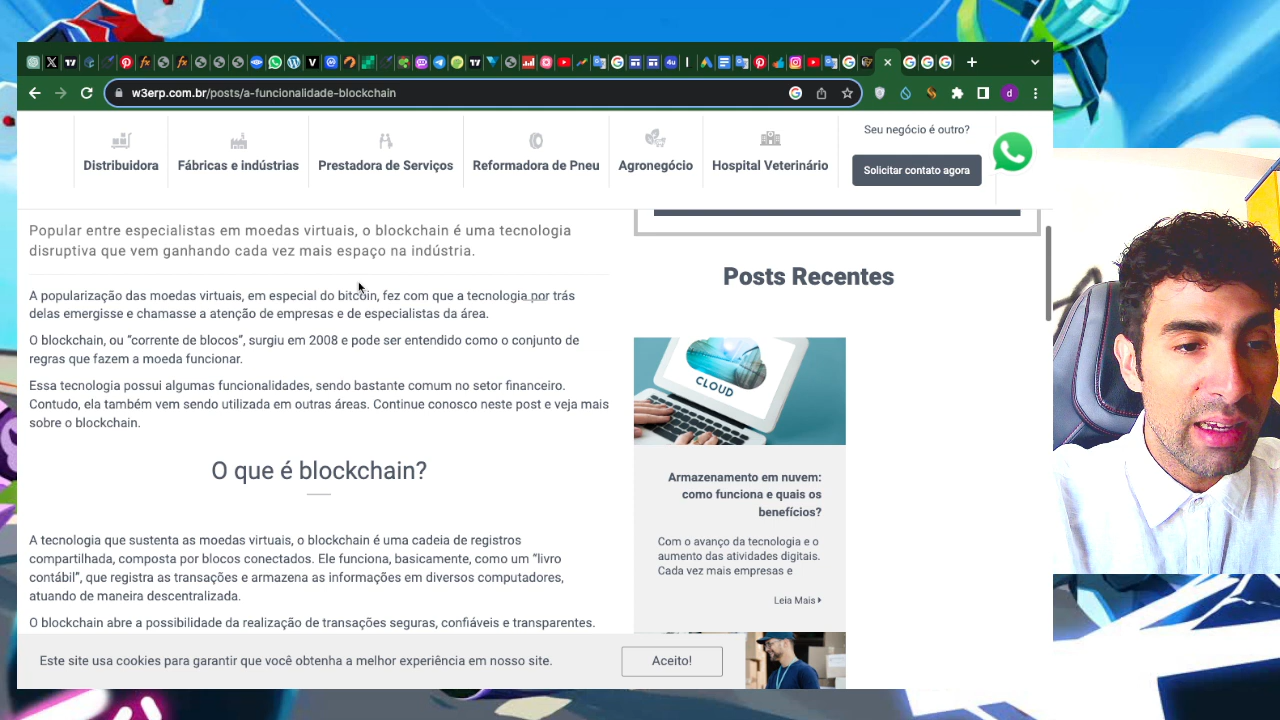 w3erp.com.br/posts/a-funcionalidade-blockchain
d
Distribuidora
Fábricas e indústrias
Prestadora de Serviços
Reformadora de Pneu
Agronegócio
Hospital Veterinário
Seu negócio é outro?
Solicitar contato agora
Popular entre especialistas em moedas virtuais, o blockchain é uma tecnologia
disruptiva que vem ganhando cada vez mais espaço na indústria.
A popularização das moedas virtuais, em especial do bitcoin, fez com que a tecnologia por trás
delas emergisse e chamasse a atenção de empresas e de especialistas da área.
O blockchain, ou “corrente de blocos”, surgiu em 2008 e pode ser entendido como o conjunto de
regras que fazem a moeda funcionar.
Essa tecnologia possui algumas funcionalidades, sendo bastante comum no setor financeiro.
Contudo, ela também vem sendo utilizada em outras áreas. Continue conosco neste post e veja mais
sobre o blockchain.
O que é blockchain?
A tecnologia que sustenta as moedas virtuais, o blockchain é uma cadeia de registros
compartilhada, composta por blocos conectados. Ele funciona, basicamente, como um “livro
contábil”, que registra as transações e armazena as informações em diversos computadores,
atuando de maneira descentralizada.
O blockchain abre a possibilidade da realização de transações seguras, confiáveis e transparentes.
Posts Recentes
CLOUD
Armazenamento em nuvem:
como funciona e quais os
benefícios?
Com o avanço da tecnologia e o
aumento das atividades digitais.
Cada vez mais empresas e
Leia Mais
Este site usa cookies para garantir que você obtenha a melhor experiência em nosso site.
Aceito!